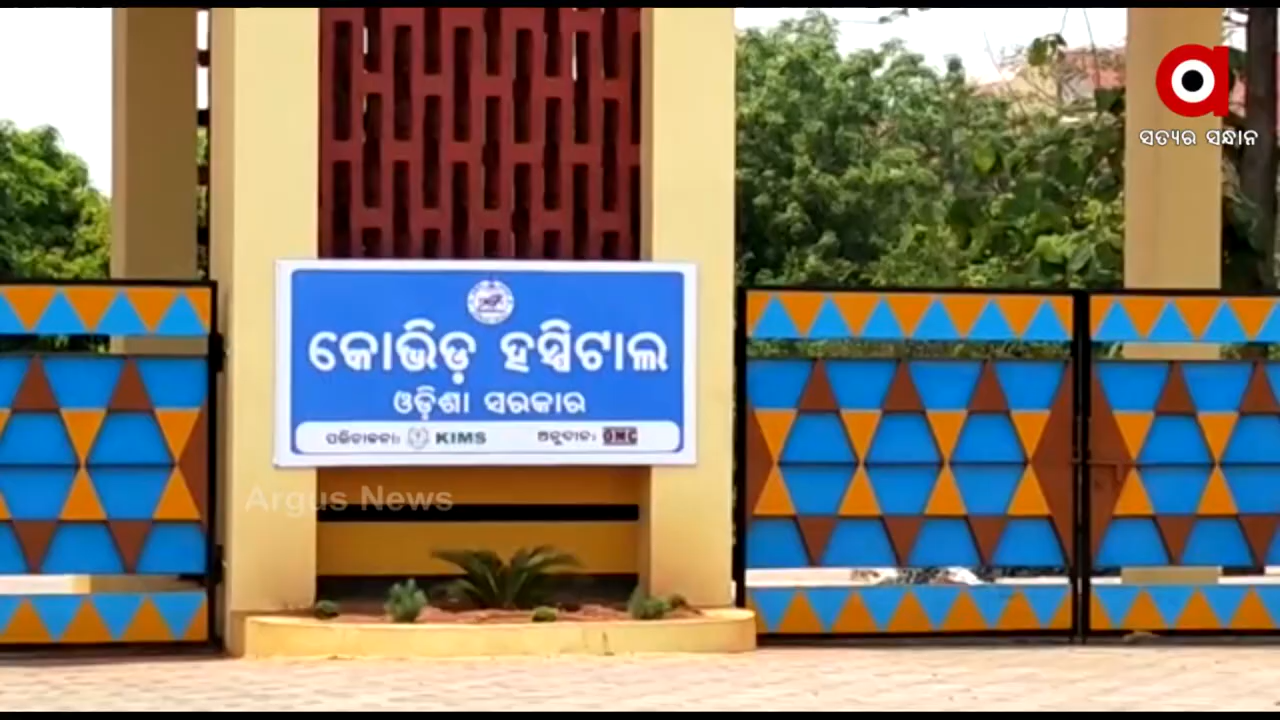 ସତ୍ୟର ସନ୍ଧାନ
କୋଭିଡ଼ ହସ୍ପିଟାଲ
ଓଡ଼ିଶା ସରକାର
ପରିଚାଳନା: KIMS ଅନୁଦାନ: OMC
Argus News